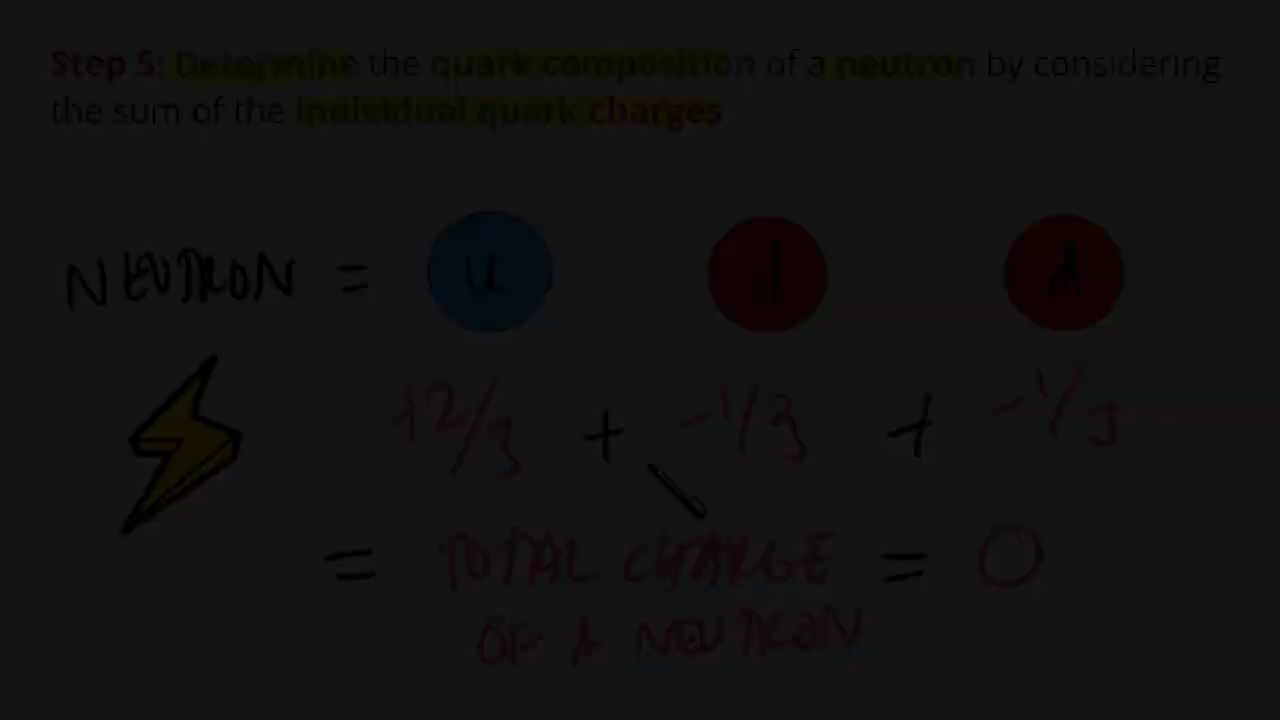 Step 5: Determine the quark composition of a neutron by considering
the sum of the individual quark charges
NEUTRON = u d d
+2/3 + -1/3 + -1/3
= TOTAL CHARGE = 0
OF A NEUTRON